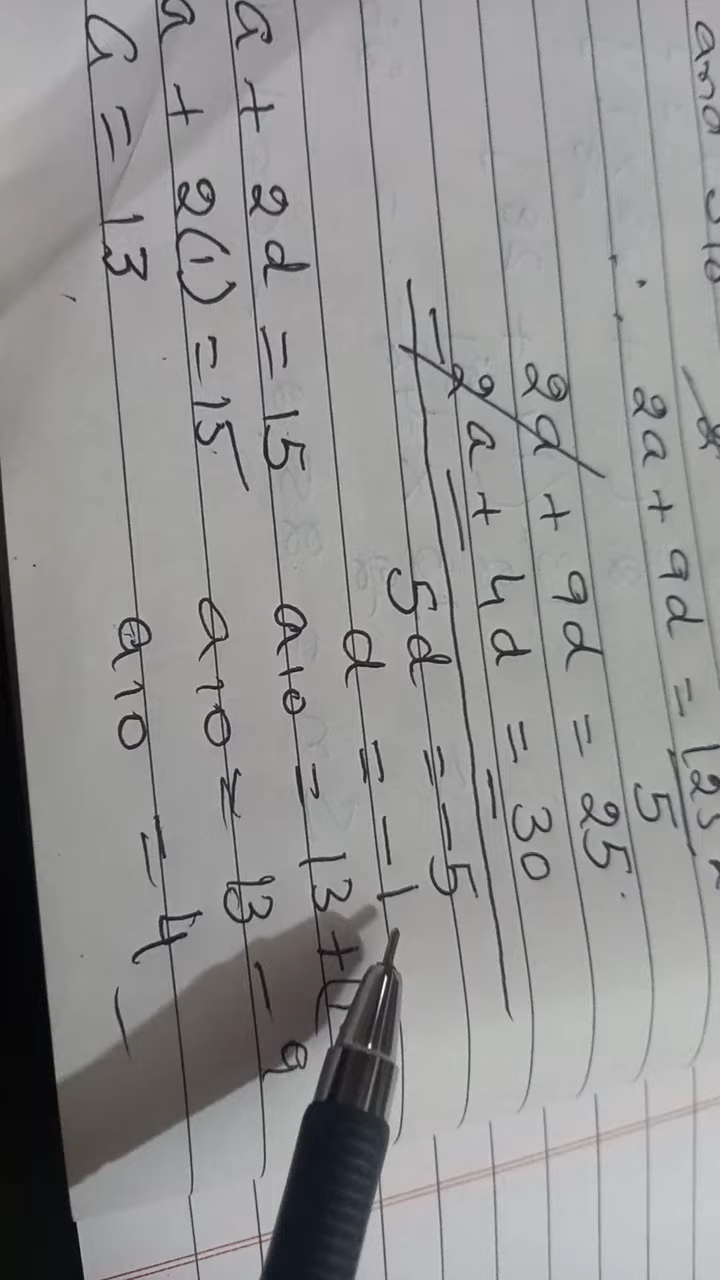 and
2a + 9d = 125 ×
5
2a + 9d = 25
2a + 4d = 30
5d = -5
d = -1
a + 2d = 15
a10 = 13 +
a + 2(1) = 15
a10 = 13 - 9
a = 13
a10 = 4